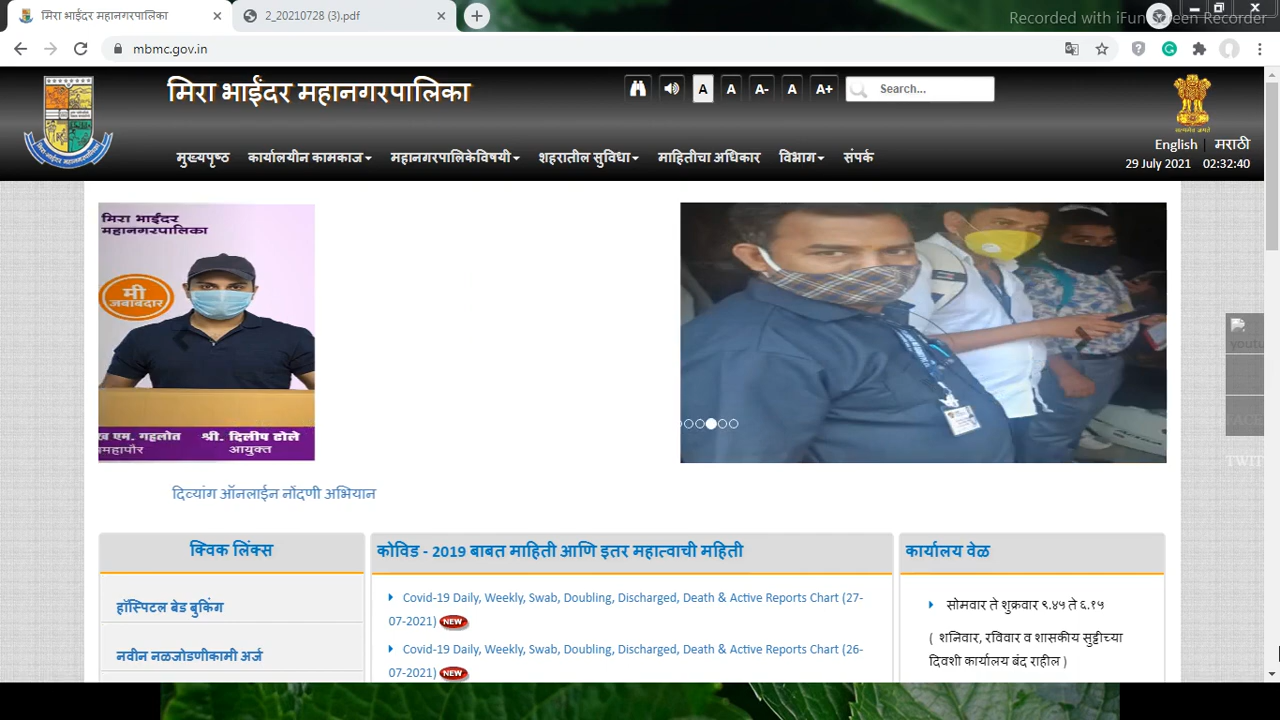 मिरा भाईंदर महानगरपालिका
2_20210728 (3).pdf
Recorded with iFun Screen Recorder
mbmc.gov.in
मिरा भाईंदर महानगरपालिका
A A A- A A+
Search...
सत्यमेव जयते
English मराठी
29 July 2021 02:32:40
मुख्यपृष्ठ कार्यालयीन कामकाज महानगरपालिकेविषयी शहरातील सुविधा माहितीचा अधिकार विभाग संपर्क
मिरा भाईंदर
महानगरपालिका
मी
जबाबदार
एम. गहलोत श्री. दिलीप ढोले
महापौर आयुक्त
दिव्यांग ऑनलाईन नोंदणी अभियान
क्विक लिंक्स
हॉस्पिटल बेड बुकिंग
नवीन नळजोडणीकामी अर्ज
कोविड - 2019 बाबत माहिती आणि इतर महात्वाची महिती
Covid-19 Daily, Weekly, Swab, Doubling, Discharged, Death & Active Reports Chart (27-
07-2021) NEW
Covid-19 Daily, Weekly, Swab, Doubling, Discharged, Death & Active Reports Chart (26-
07-2021) NEW
कार्यालय वेळ
सोमवार ते शुक्रवार ९.४५ ते ६.१५
( शनिवार, रविवार व शासकीय सुट्टीच्या
दिवशी कार्यालय बंद राहील )